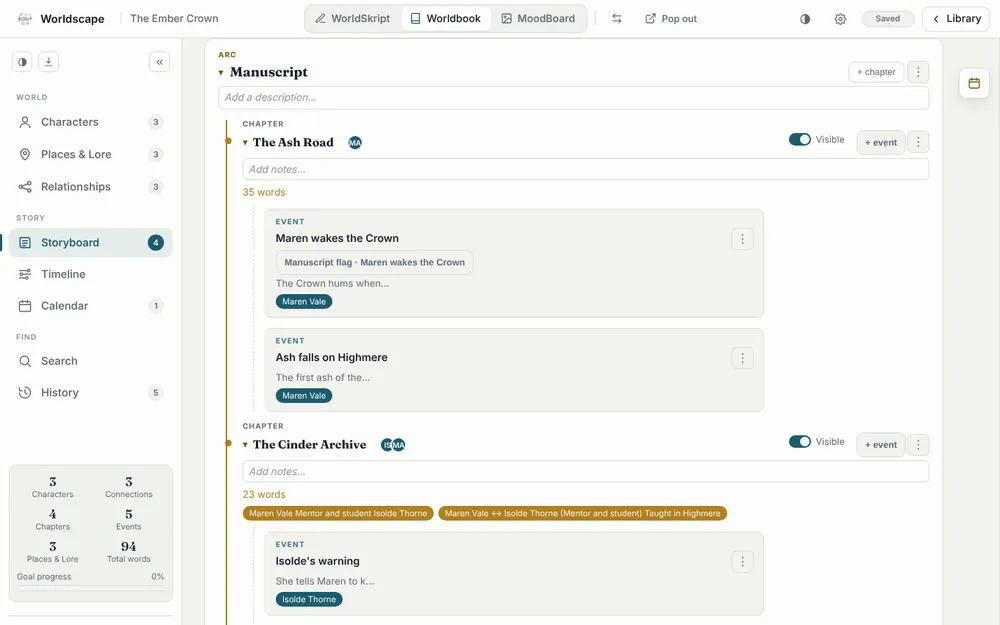 Worldscape
The Ember Crown
WorldSkript
Worldbook
MoodBoard
Pop out
Saved
Library
WORLD
Characters 3
Places & Lore 3
Relationships 3
STORY
Storyboard 4
Timeline
Calendar 1
FIND
Search
History 5
3 3
Characters Connections
4 5
Chapters Events
3 94
Places & Lore Total words
Goal progress 0%
ARC
Manuscript
+ chapter
Add a description...
CHAPTER
The Ash Road MA
Visible
+ event
Add notes...
35 words
EVENT
Maren wakes the Crown
Manuscript flag · Maren wakes the Crown
The Crown hums when...
Maren Vale
EVENT
Ash falls on Highmere
The first ash of the...
Maren Vale
CHAPTER
The Cinder Archive IS MA
Visible
+ event
Add notes...
23 words
Maren Vale Mentor and student Isolde Thorne
Maren Vale ↔ Isolde Thorne (Mentor and student) Taught in Highmere
EVENT
Isolde's warning
She tells Maren to k...
Isolde Thorne